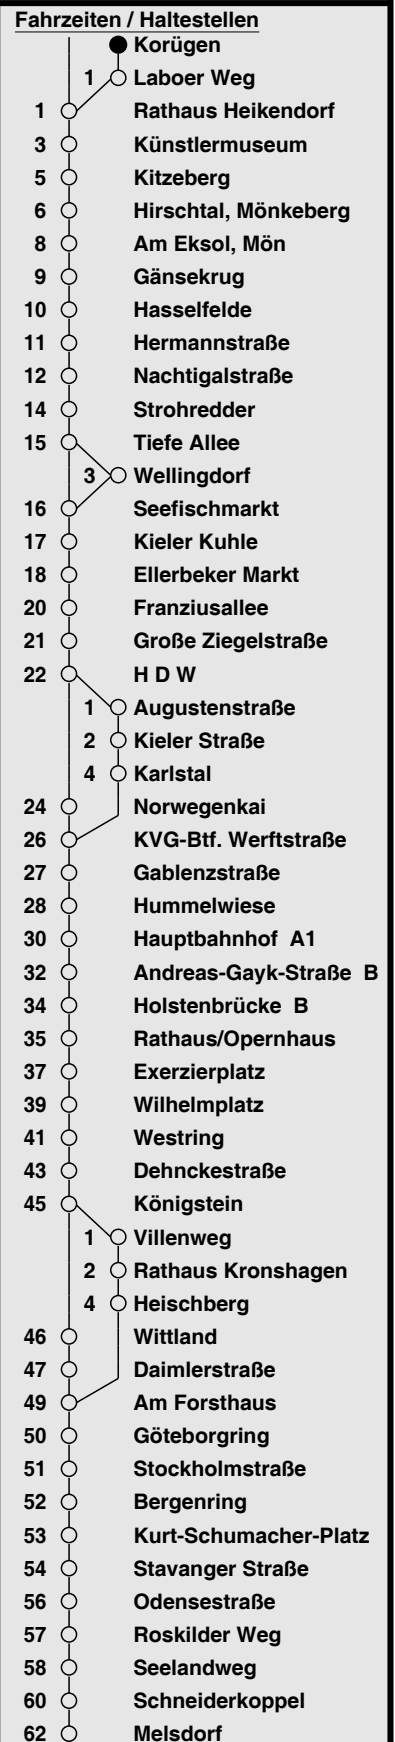 Fahrzeiten / Haltestellen
Korügen
1 Laboer Weg
1 Rathaus Heikendorf
3 Künstlermuseum
5 Kitzeberg
6 Hirschtal, Mönkeberg
8 Am Eksol, Mön
9 Gänsekrug
10 Hasselfelde
11 Hermannstraße
12 Nachtigalstraße
14 Strohredder
15 Tiefe Allee
3 Wellingdorf
16 Seefischmarkt
17 Kieler Kuhle
18 Ellerbeker Markt
20 Franziusallee
21 Große Ziegelstraße
22 H D W
1 Augustenstraße
2 Kieler Straße
4 Karlstal
24 Norwegenkai
26 KVG-Btf. Werftstraße
27 Gablenzstraße
28 Hummelwiese
30 Hauptbahnhof A1
32 Andreas-Gayk-Straße B
34 Holstenbrücke B
35 Rathaus/Opernhaus
37 Exerzierplatz
39 Wilhelmplatz
41 Westring
43 Dehnckestraße
45 Königstein
1 Villenweg
2 Rathaus Kronshagen
4 Heischberg
46 Wittland
47 Daimlerstraße
49 Am Forsthaus
50 Göteborgring
51 Stockholmstraße
52 Bergenring
53 Kurt-Schumacher-Platz
54 Stavanger Straße
56 Odensestraße
57 Roskilder Weg
58 Seelandweg
60 Schneiderkoppel
62 Melsdorf